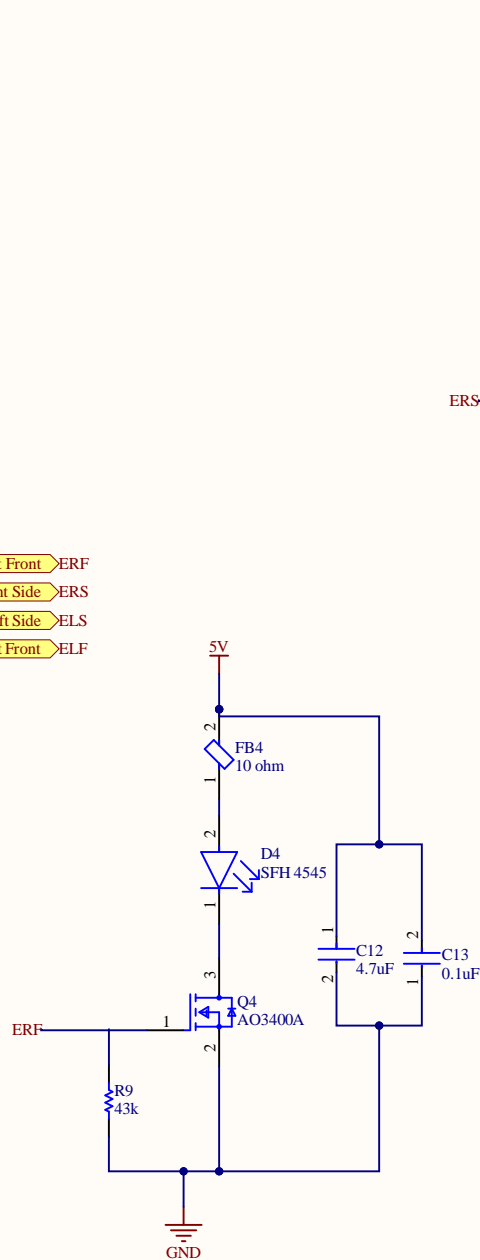 ERS
Front
ERF
Side
ERS
Side
ELS
Front
ELF
5V
2
FB4
10 ohm
1
2
D4
SFH 4545
1
1
2
C12
4.7uF
2
C13
0.1uF
1
3
Q4
AO3400A
ERF
1
2
R9
43k
GND